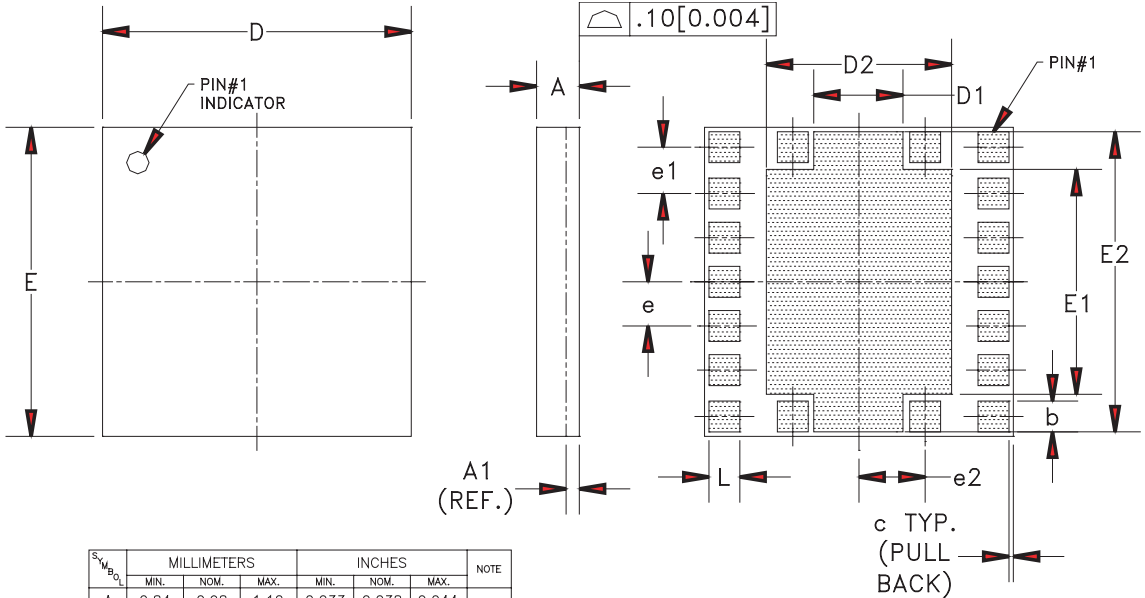 D
PIN#1
INDICATOR
E
A
A1
(REF.)
.10[0.004]
D2
D1
PIN#1
e1
e
E2
E1
b
L
e2
c TYP.
(PULL
BACK)
SYMBOL MILLIMETERS INCHES NOTE
MIN. NOM. MAX. MIN. NOM. MAX.